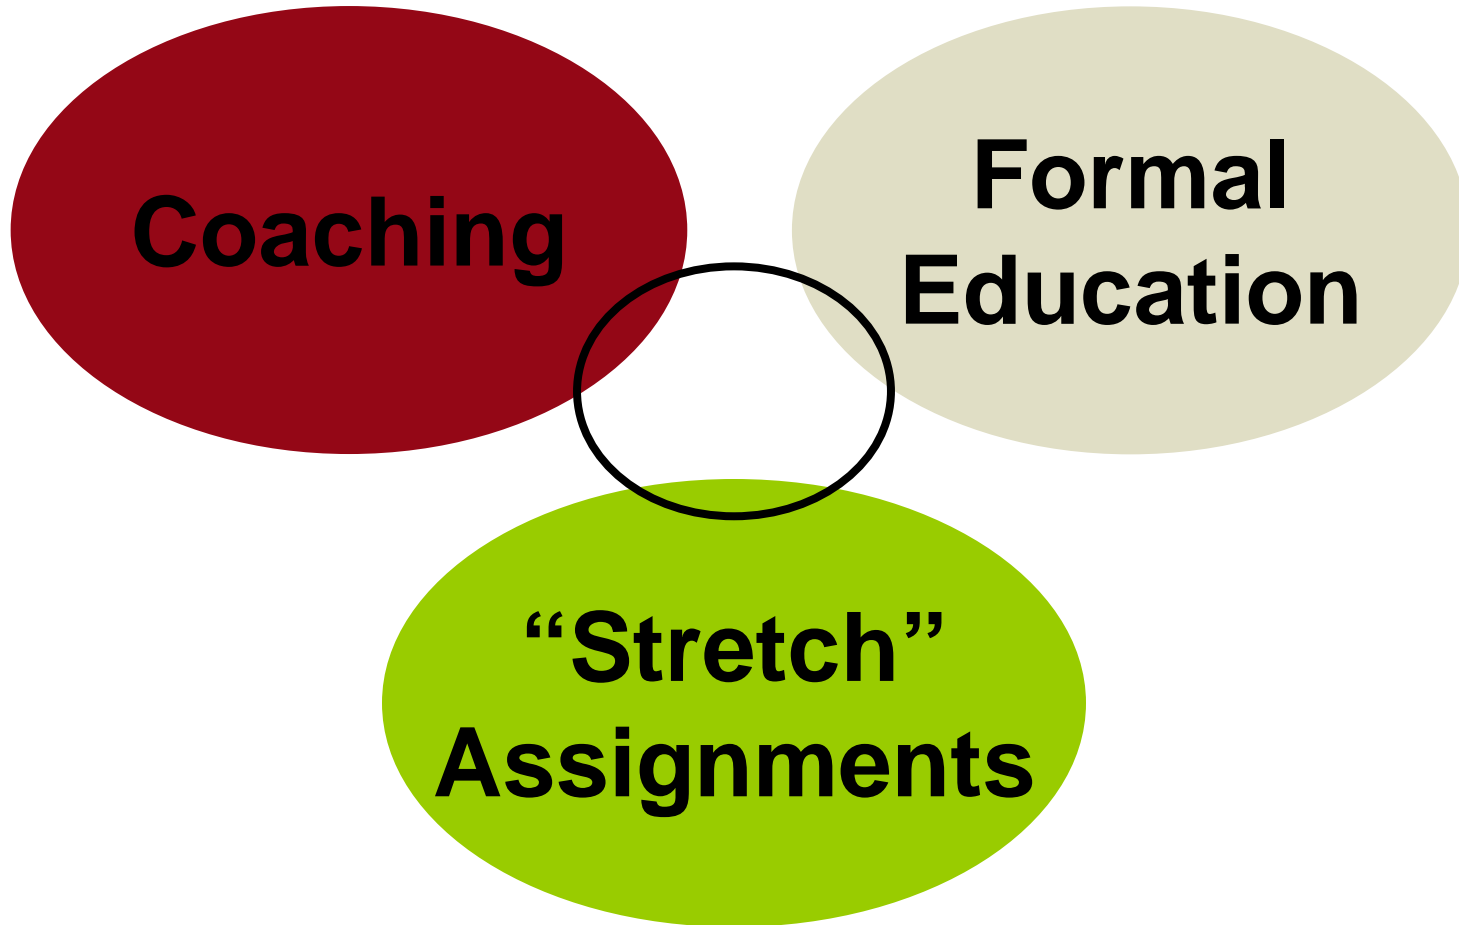 Coaching
Formal
Education
“Stretch”
Assignments